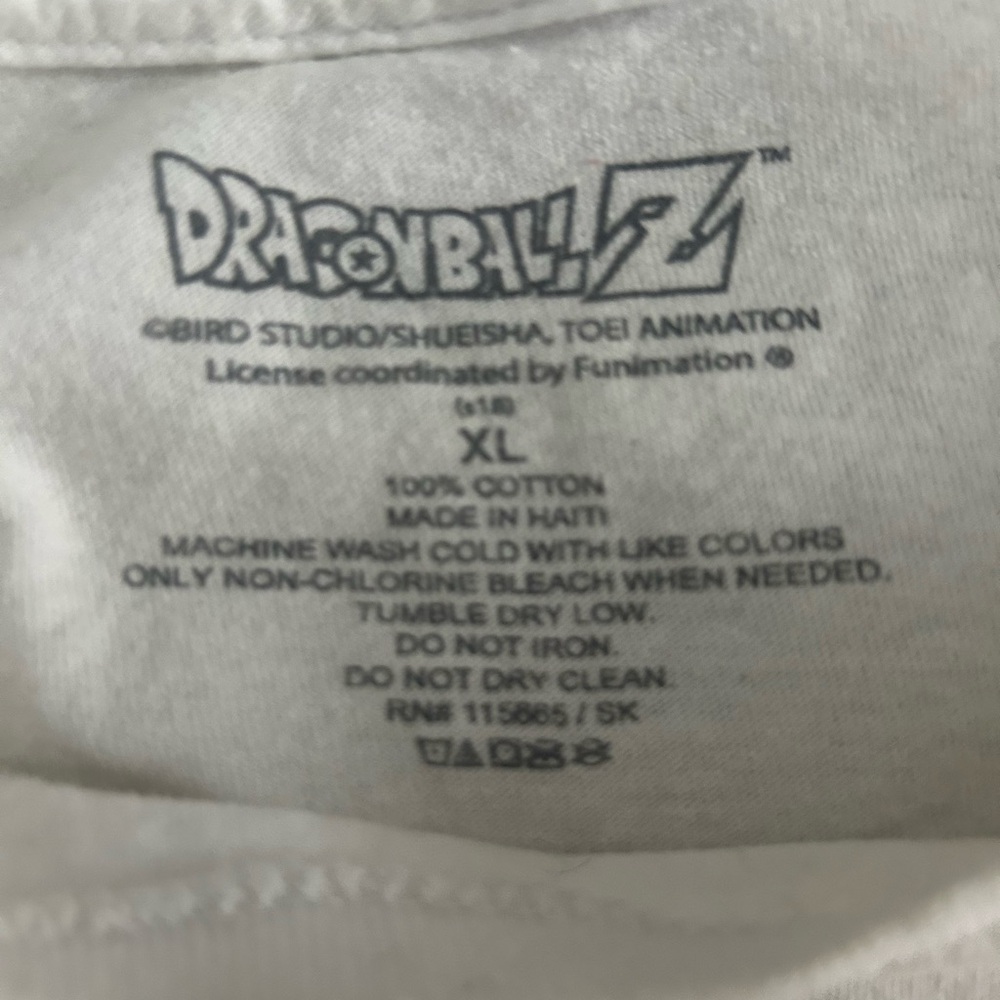 DRAGONBALL Z™
©BIRD STUDIO/SHUEISHA, TOEI ANIMATION
License coordinated by Funimation ®
(s18)
XL
100% COTTON
MADE IN HAITI
MACHINE WASH COLD WITH LIKE COLORS
ONLY NON-CHLORINE BLEACH WHEN NEEDED.
TUMBLE DRY LOW.
DO NOT IRON.
DO NOT DRY CLEAN.
RN# 115865 / SK